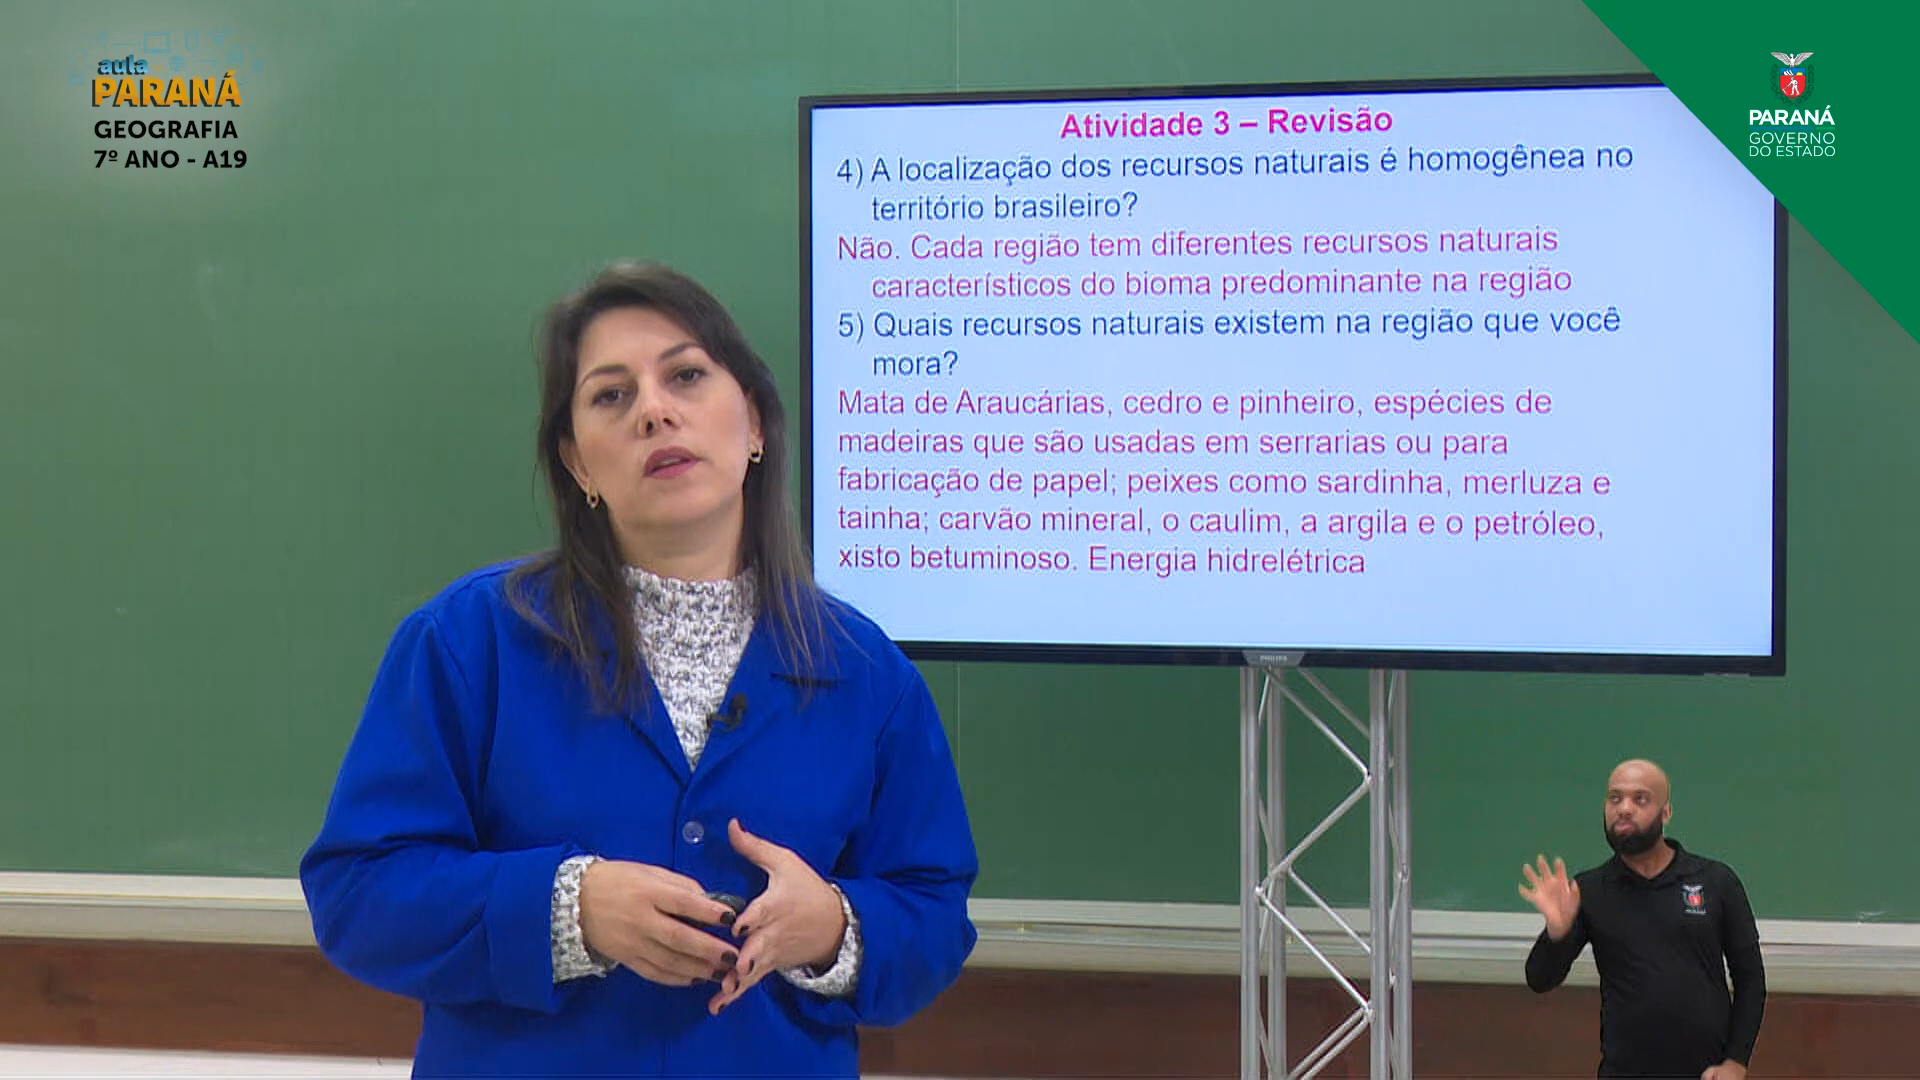 aula
PARANÁ
GEOGRAFIA
7º ANO - A19
PARANÁ
GOVERNO
DO ESTADO
Atividade 3 – Revisão
4) A localização dos recursos naturais é homogênea no
território brasileiro?
Não. Cada região tem diferentes recursos naturais
característicos do bioma predominante na região
5) Quais recursos naturais existem na região que você
mora?
Mata de Araucárias, cedro e pinheiro, espécies de
madeiras que são usadas em serrarias ou para
fabricação de papel; peixes como sardinha, merluza e
tainha; carvão mineral, o caulim, a argila e o petróleo,
xisto betuminoso. Energia hidrelétrica
PHILIPS